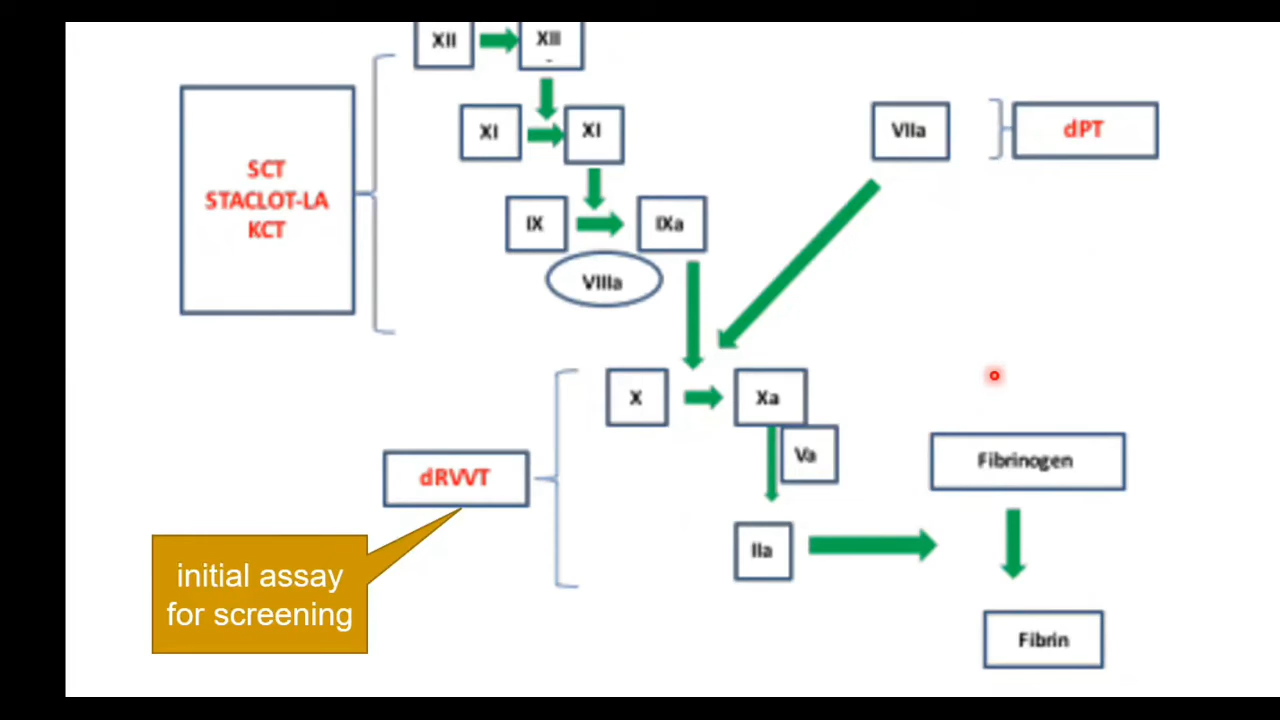 XII
XII
XI
XI
VIIa
dPT
SCT
STACLOT-LA
KCT
IX
IXa
VIIIa
X
Xa
Va
Fibrinogen
dRVVT
IIa
initial assay
for screening
Fibrin